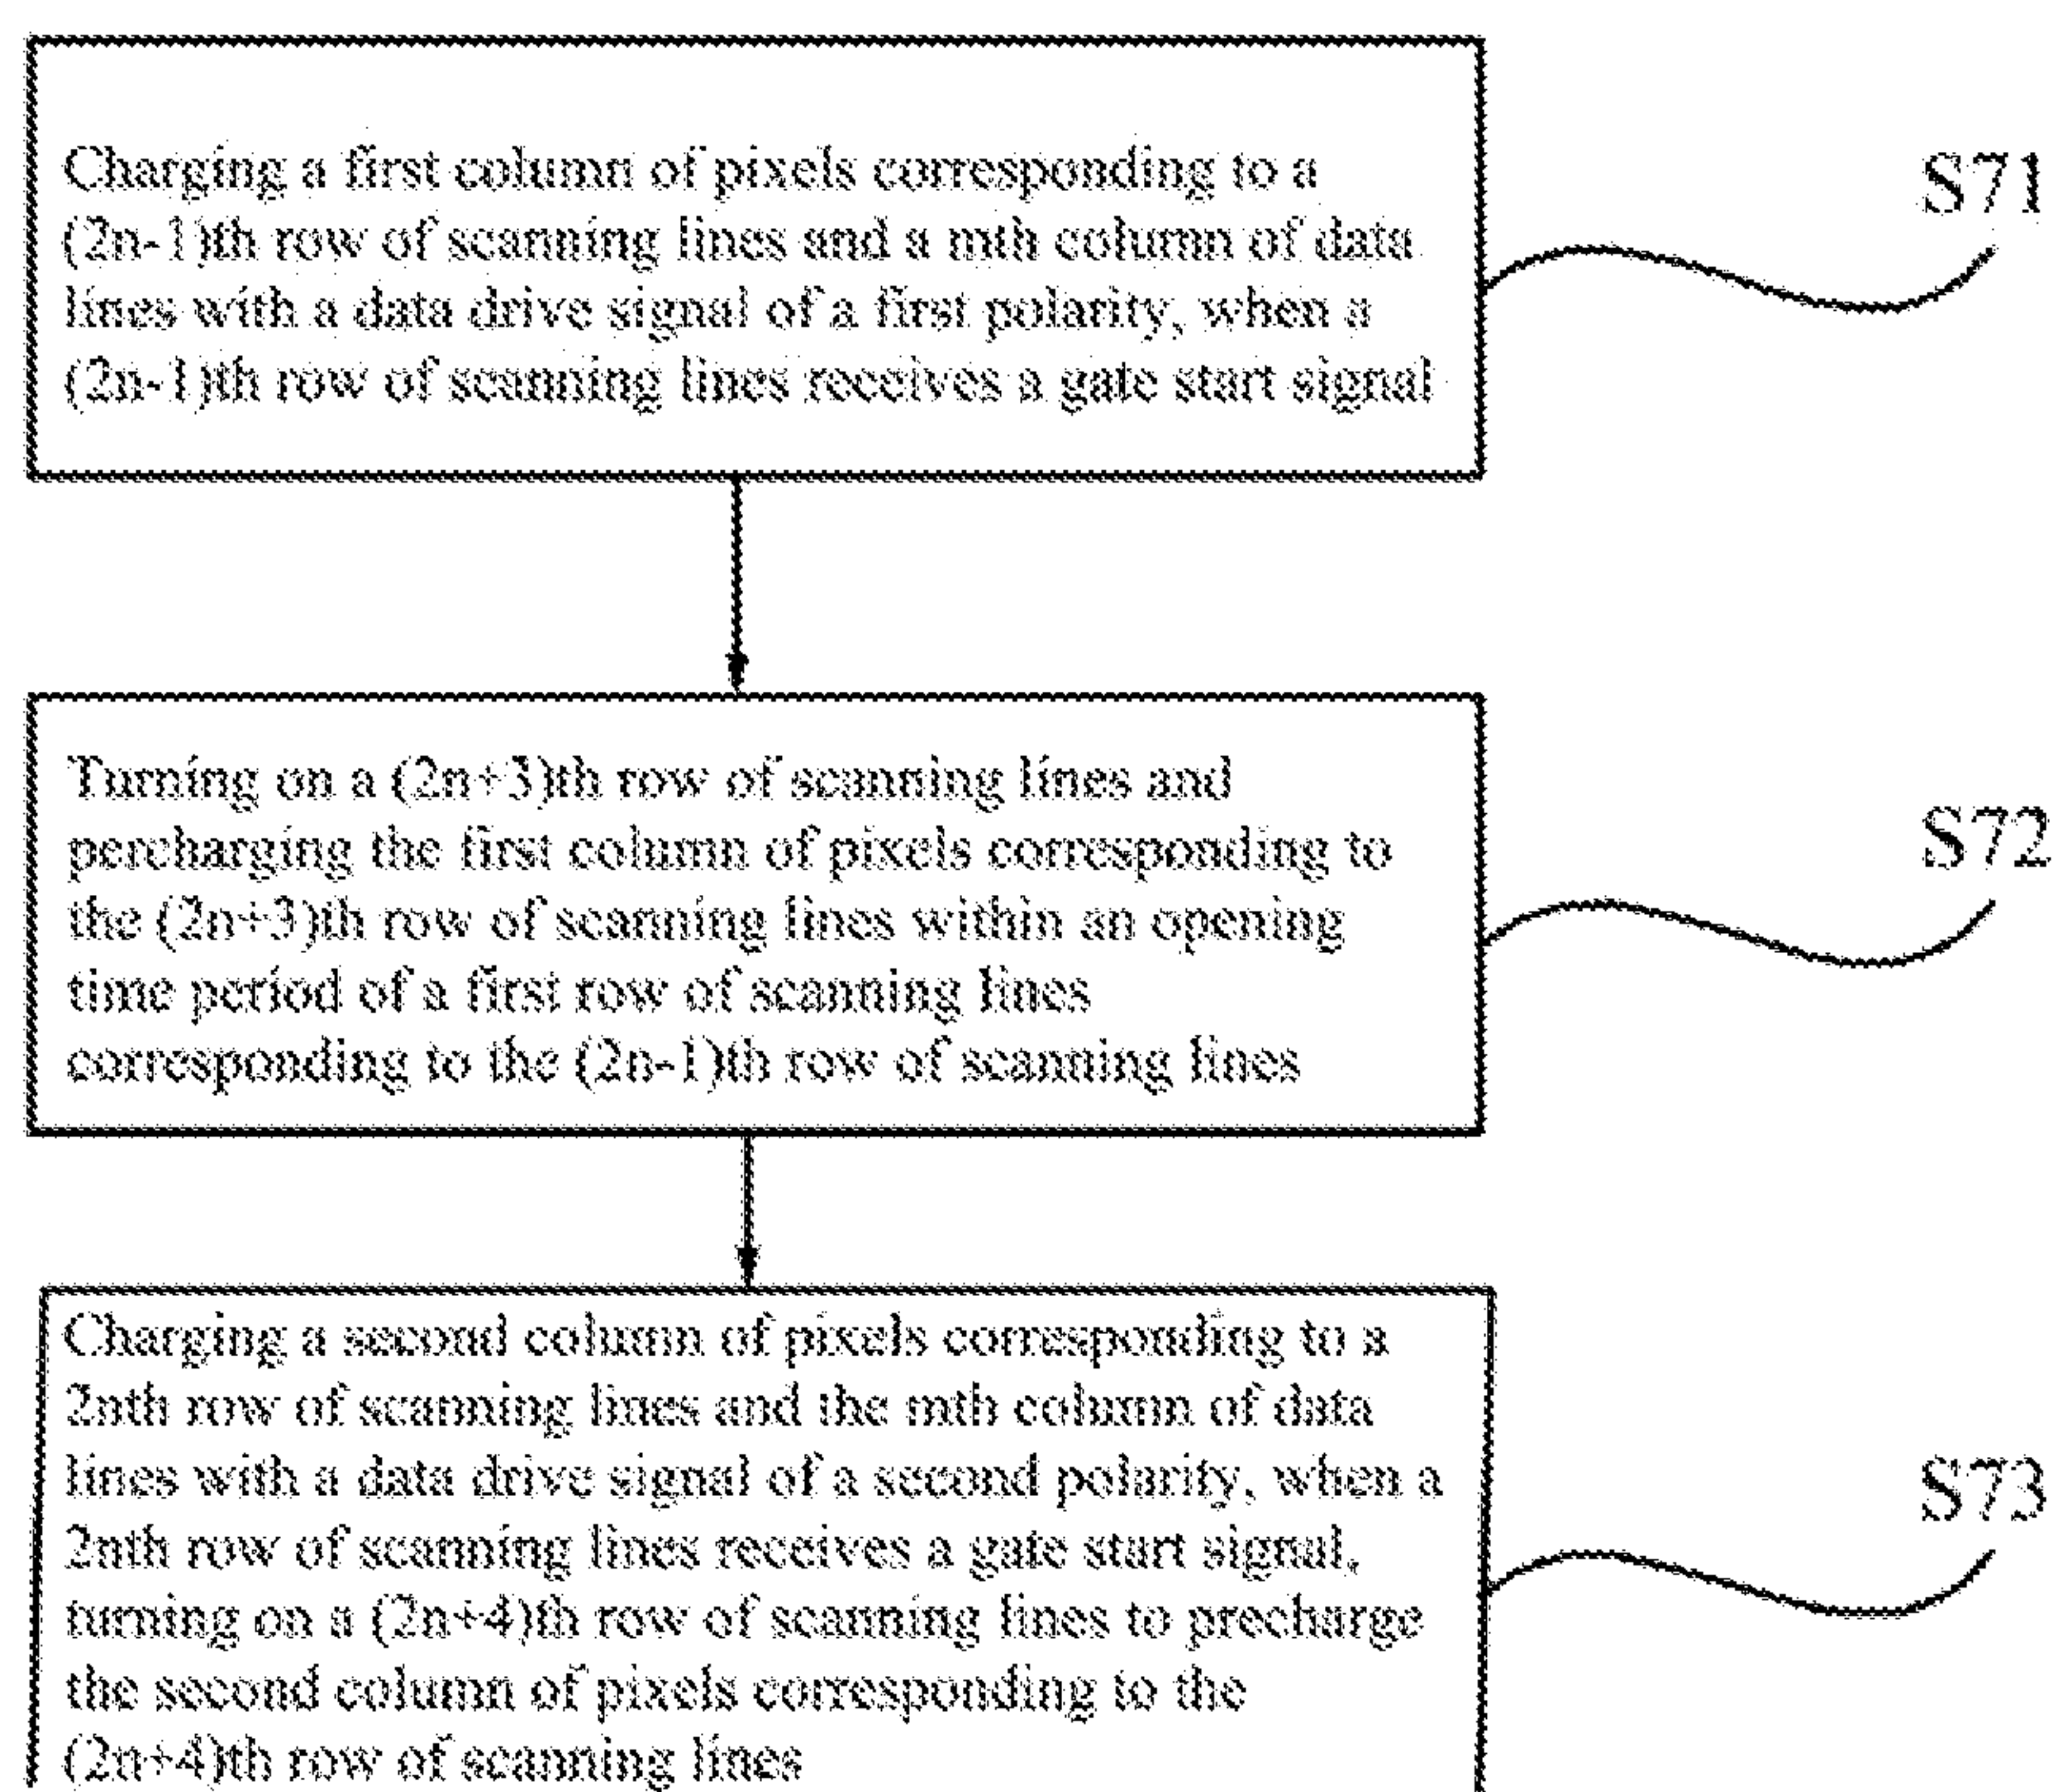 Charging a first column of pixels corresponding to a
(2n-1)th row of scanning lines and a mth column of data
lines with a data drive signal of a first polarity, when a
(2n-1)th row of scanning lines receives a gate start signal
S71
Turning on a (2n+3)th row of scanning lines and
percharging the first column of pixels corresponding to
the (2n+3)th row of scanning lines within an opening
time period of a first row of scanning lines
corresponding to the (2n-1)th row of scanning lines
S72
Charging a second column of pixels corresponding to a
2nth row of scanning lines and the mth column of data
lines with a data drive signal of a second polarity, when a
2nth row of scanning lines receives a gate start signal,
turning on a (2n+4)th row of scanning lines to precharge
the second column of pixels corresponding to the
(2n+4)th row of scanning lines
S73